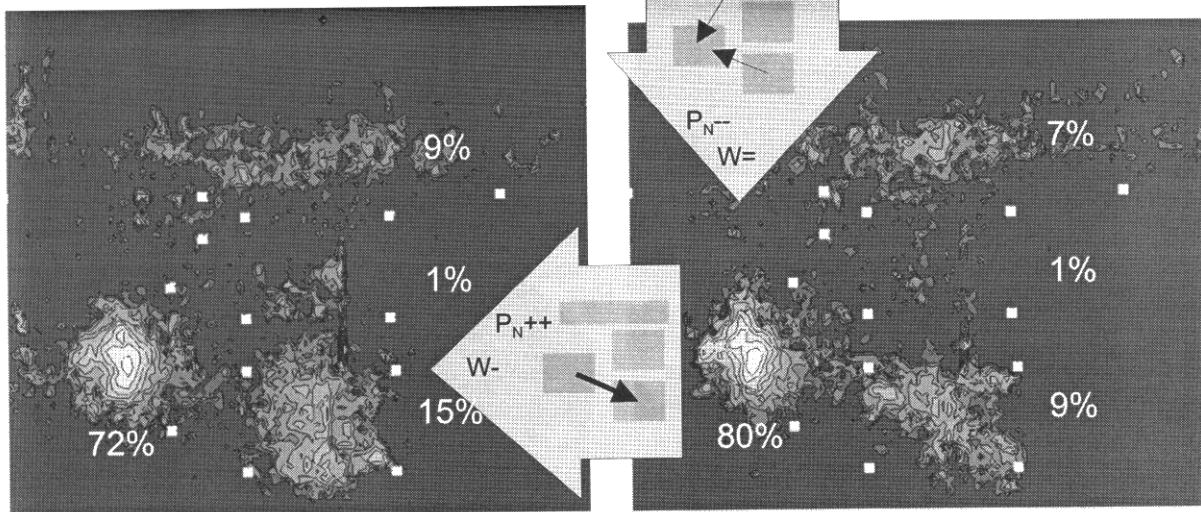 9%
1%
15%
72%
P_N++
W-
P_N--
W=
7%
1%
9%
80%